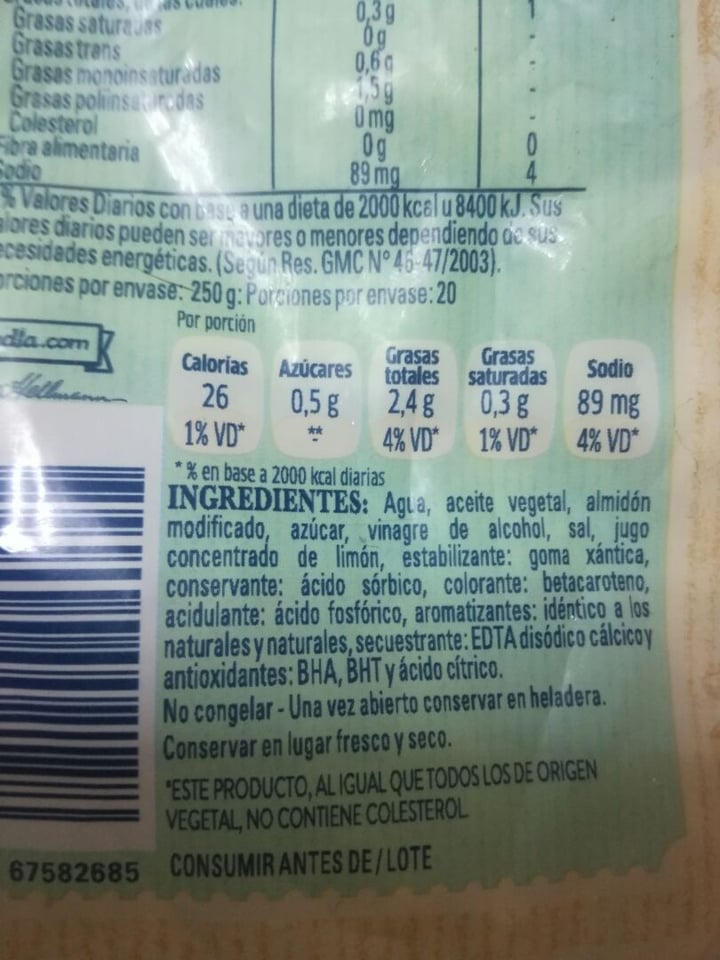 Grasas saturadas 0,3 g 1
Grasas trans 0 g -
Grasas monoinsaturadas 0,6 g -
Grasas poliinsaturadas 1,5 g -
Colesterol 0 mg -
Fibra alimentaria 0 g 0
Sodio 89 mg 4
% Valores Diarios con base a una dieta de 2000 kcal u 8400 kJ. Sus
alores diarios pueden ser mayores o menores dependiendo de sus
ecesidades energéticas. (Según Res. GMC N° 46-47/2003).
orciones por envase: 250 g: Porciones por envase: 20
Por porción
dia.com
Hellmann
Calorías 26 1% VD*
Azúcares 0,5 g **
Grasas totales 2,4 g 4% VD*
Grasas saturadas 0,3 g 1% VD*
Sodio 89 mg 4% VD*
* % en base a 2000 kcal diarias
INGREDIENTES: Agua, aceite vegetal, almidón
modificado, azúcar, vinagre de alcohol, sal, jugo
concentrado de limón, estabilizante: goma xántica,
conservante: ácido sórbico, colorante: betacaroteno,
acidulante: ácido fosfórico, aromatizantes: idéntico a los
naturales y naturales, secuestrante: EDTA disódico cálcico y
antioxidantes: BHA, BHT y ácido cítrico.
No congelar - Una vez abierto conservar en heladera.
Conservar en lugar fresco y seco.
*ESTE PRODUCTO, AL IGUAL QUE TODOS LOS DE ORIGEN
VEGETAL, NO CONTIENE COLESTEROL
67582685
CONSUMIR ANTES DE / LOTE